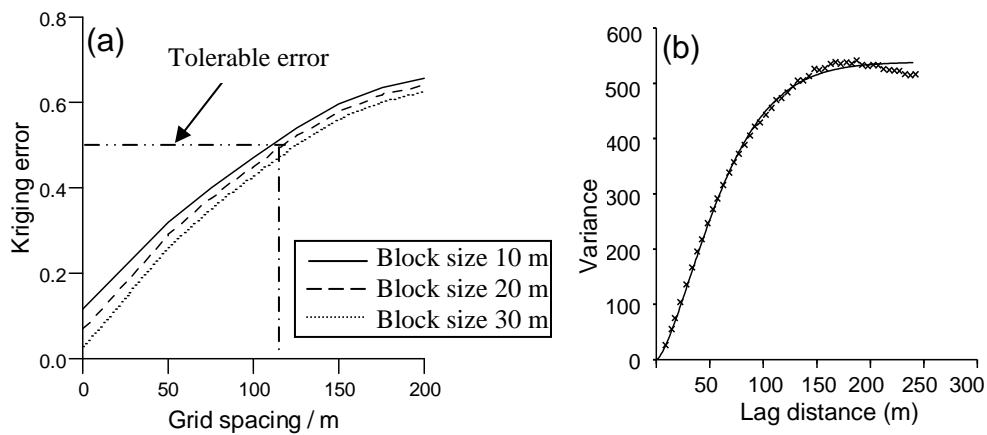 (a)
Tolerable error
Kriging error
0.8
0.6
0.4
0.2
0.0
0
50
100
150
200
Grid spacing / m
Block size 10 m
Block size 20 m
Block size 30 m
(b)
Variance
600
500
400
300
200
100
0
50
100
150
200
250
300
Lag distance (m)